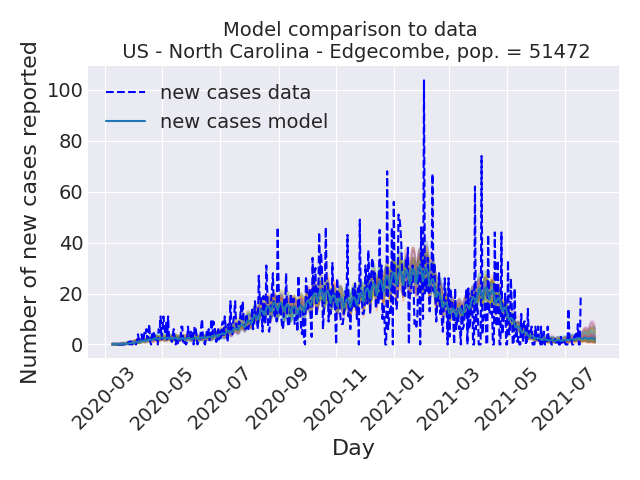 Model comparison to data
US - North Carolina - Edgecombe, pop. = 51472
Number of new cases reported
100
80
60
40
20
0
new cases data
new cases model
2020-03
2020-05
2020-07
2020-09
2020-11
2021-01
2021-03
2021-05
2021-07
Day